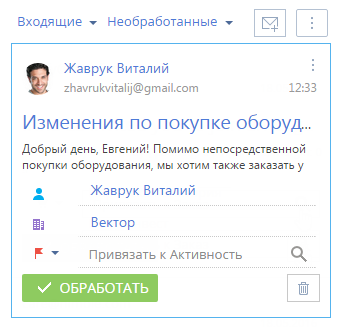 Входящие Необработанные
Жаврук Виталий
zhavrukvitalij@gmail.com 12:33
Изменения по покупке оборуд...
Добрый день, Евгений! Помимо непосредственной
покупки оборудования, мы хотим также заказать у
Жаврук Виталий
Вектор
Привязать к Активность
ОБРАБОТАТЬ